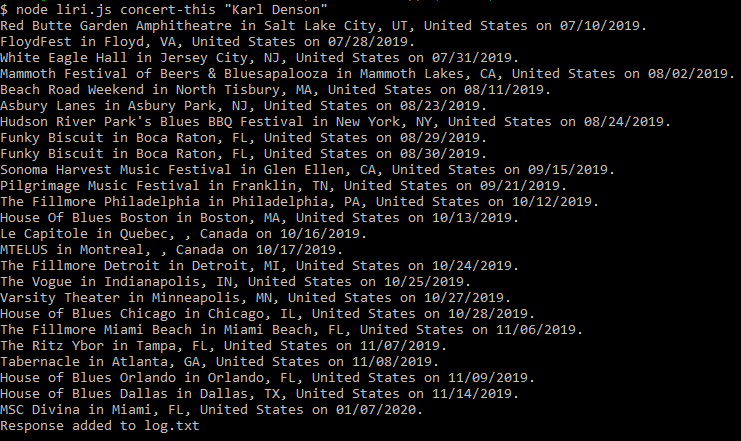 $ node liri.js concert-this "Karl Denson"
Red Butte Garden Amphitheatre in Salt Lake City, UT, United States on 07/10/2019.
FloydFest in Floyd, VA, United States on 07/28/2019.
White Eagle Hall in Jersey City, NJ, United States on 07/31/2019.
Mammoth Festival of Beers & Bluesapalooza in Mammoth Lakes, CA, United States on 08/02/2019.
Beach Road Weekend in North Tisbury, MA, United States on 08/11/2019.
Asbury Lanes in Asbury Park, NJ, United States on 08/23/2019.
Hudson River Park's Blues BBQ Festival in New York, NY, United States on 08/24/2019.
Funky Biscuit in Boca Raton, FL, United States on 08/29/2019.
Funky Biscuit in Boca Raton, FL, United States on 08/30/2019.
Sonoma Harvest Music Festival in Glen Ellen, CA, United States on 09/15/2019.
Pilgrimage Music Festival in Franklin, TN, United States on 09/21/2019.
The Fillmore Philadelphia in Philadelphia, PA, United States on 10/12/2019.
House Of Blues Boston in Boston, MA, United States on 10/13/2019.
Le Capitole in Quebec, , Canada on 10/16/2019.
MTELUS in Montreal, , Canada on 10/17/2019.
The Fillmore Detroit in Detroit, MI, United States on 10/24/2019.
The Vogue in Indianapolis, IN, United States on 10/25/2019.
Varsity Theater in Minneapolis, MN, United States on 10/27/2019.
House of Blues Chicago in Chicago, IL, United States on 10/28/2019.
The Fillmore Miami Beach in Miami Beach, FL, United States on 11/06/2019.
The Ritz Ybor in Tampa, FL, United States on 11/07/2019.
Tabernacle in Atlanta, GA, United States on 11/08/2019.
House of Blues Orlando in Orlando, FL, United States on 11/09/2019.
House of Blues Dallas in Dallas, TX, United States on 11/14/2019.
MSC Divina in Miami, FL, United States on 01/07/2020.
Response added to log.txt